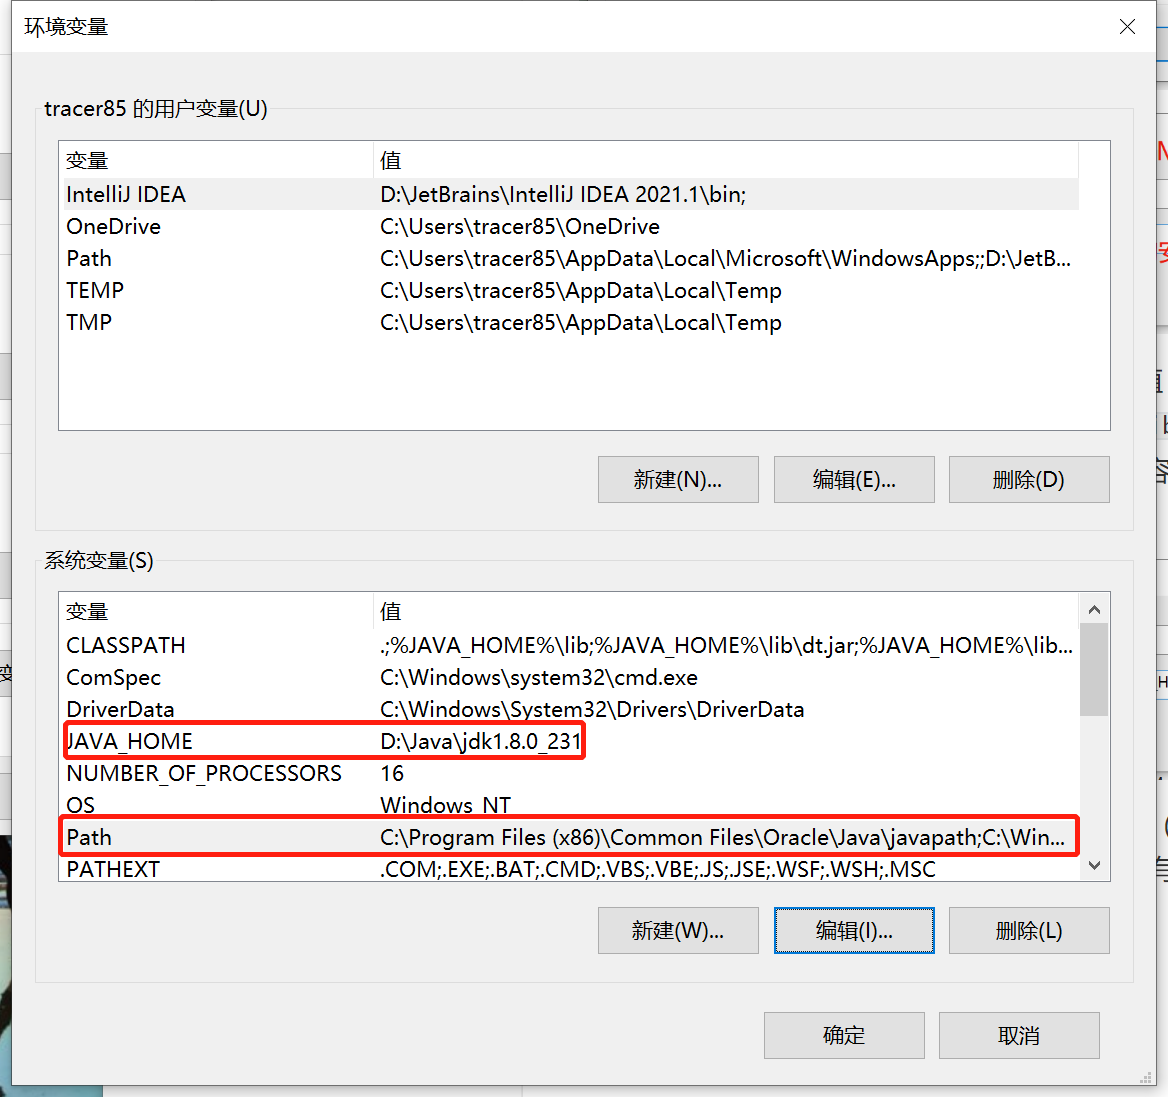 环境变量
tracer85 的用户变量(U)
变量 值
IntelliJ IDEA D:\JetBrains\IntelliJ IDEA 2021.1\bin;
OneDrive C:\Users\tracer85\OneDrive
Path C:\Users\tracer85\AppData\Local\Microsoft\WindowsApps;;D:\JetB...
TEMP C:\Users\tracer85\AppData\Local\Temp
TMP C:\Users\tracer85\AppData\Local\Temp
新建(N)... 编辑(E)... 删除(D)
系统变量(S)
变量 值
CLASSPATH .;%JAVA_HOME%\lib;%JAVA_HOME%\lib\dt.jar;%JAVA_HOME%\lib...
ComSpec C:\Windows\system32\cmd.exe
DriverData C:\Windows\System32\Drivers\DriverData
JAVA_HOME D:\Java\jdk1.8.0_231
NUMBER_OF_PROCESSORS 16
OS Windows_NT
Path C:\Program Files (x86)\Common Files\Oracle\Java\javapath;C:\Win...
PATHEXT .COM;.EXE;.BAT;.CMD;.VBS;.VBE;.JS;.JSE;.WSF;.WSH;.MSC
新建(W)... 编辑(I)... 删除(L)
确定 取消